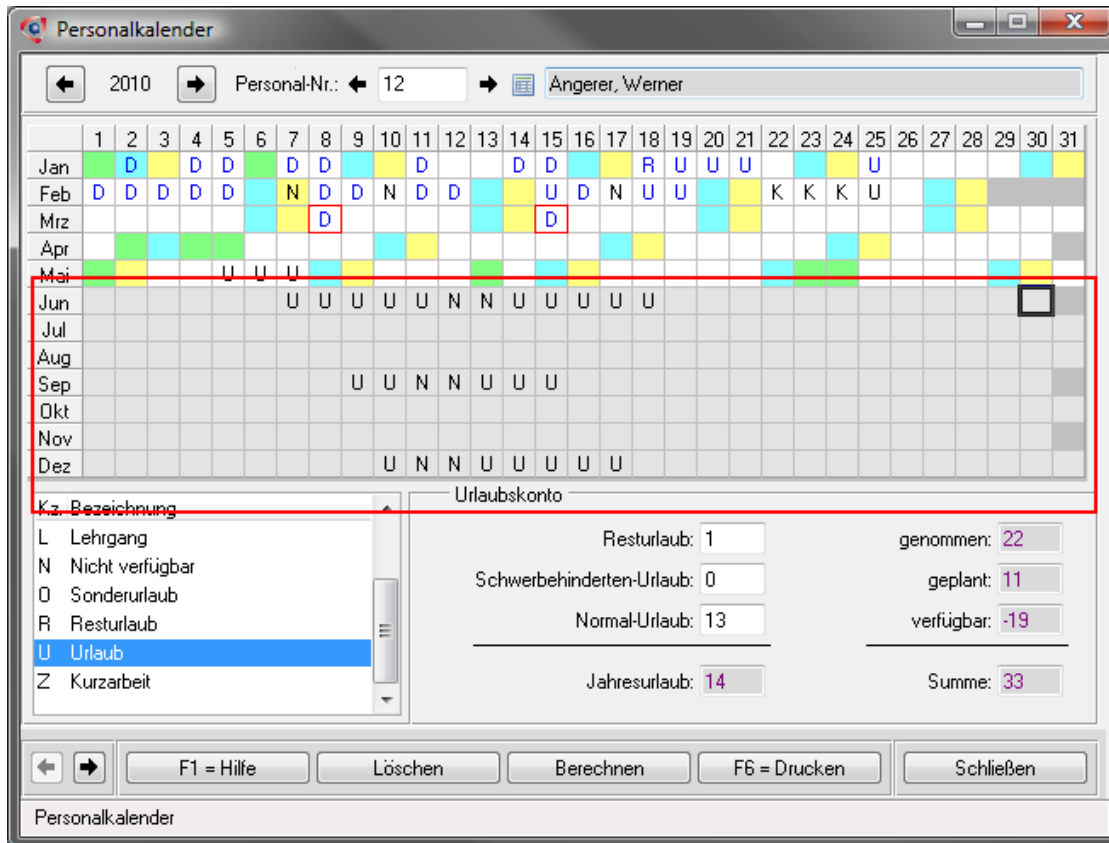 Personalkalender
2010 Personal-Nr.: 12 Angerer, Werner
1 2 3 4 5 6 7 8 9 10 11 12 13 14 15 16 17 18 19 20 21 22 23 24 25 26 27 28 29 30 31
Jan D D D D D D D D R U U U U
Feb D D D D D N D D N D D U D N U U K K K U
Mrz D D
Apr
Mai U U U
Jun U U U U U N N U U U U U
Jul
Aug
Sep U U N N U U U
Okt
Nov
Dez U N N U U U U U
Kz. Bezeichnung
L Lehrgang
N Nicht verfügbar
O Sonderurlaub
R Resturlaub
U Urlaub
Z Kurzarbeit
Urlaubskonto
Resturlaub: 1 genommen: 22
Schwerbehinderten-Urlaub: 0 geplant: 11
Normal-Urlaub: 13 verfügbar: -19
Jahresurlaub: 14 Summe: 33
F1 = Hilfe Löschen Berechnen F6 = Drucken Schließen
Personalkalender